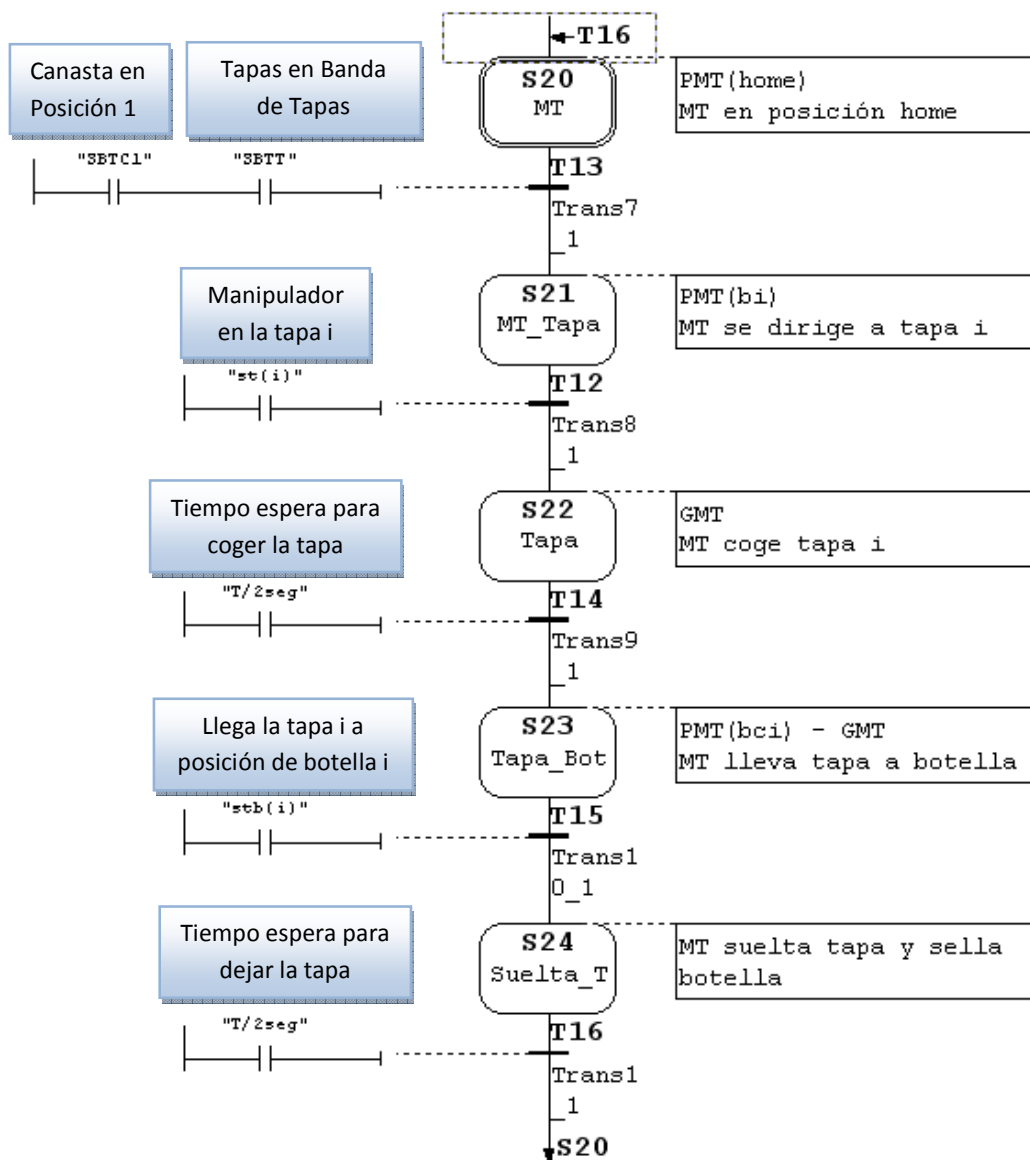 T16
Canasta en
Posición 1
Tapas en Banda
de Tapas
S20
MT
PMT(home)
MT en posición home
"SBTC1"
"SBTT"
T13
Trans7
_1
Manipulador
en la tapa i
S21
MT_Tapa
PMT(bi)
MT se dirige a tapa i
"st(i)"
T12
Trans8
_1
Tiempo espera para
coger la tapa
S22
Tapa
GMT
MT coge tapa i
"T/2seg"
T14
Trans9
_1
Llega la tapa i a
posición de botella i
S23
Tapa_Bot
PMT(bci) - GMT
MT lleva tapa a botella
"stb(i)"
T15
Trans1
0_1
Tiempo espera para
dejar la tapa
S24
Suelta_T
MT suelta tapa y sella
botella
"T/2seg"
T16
Trans1
_1
S20